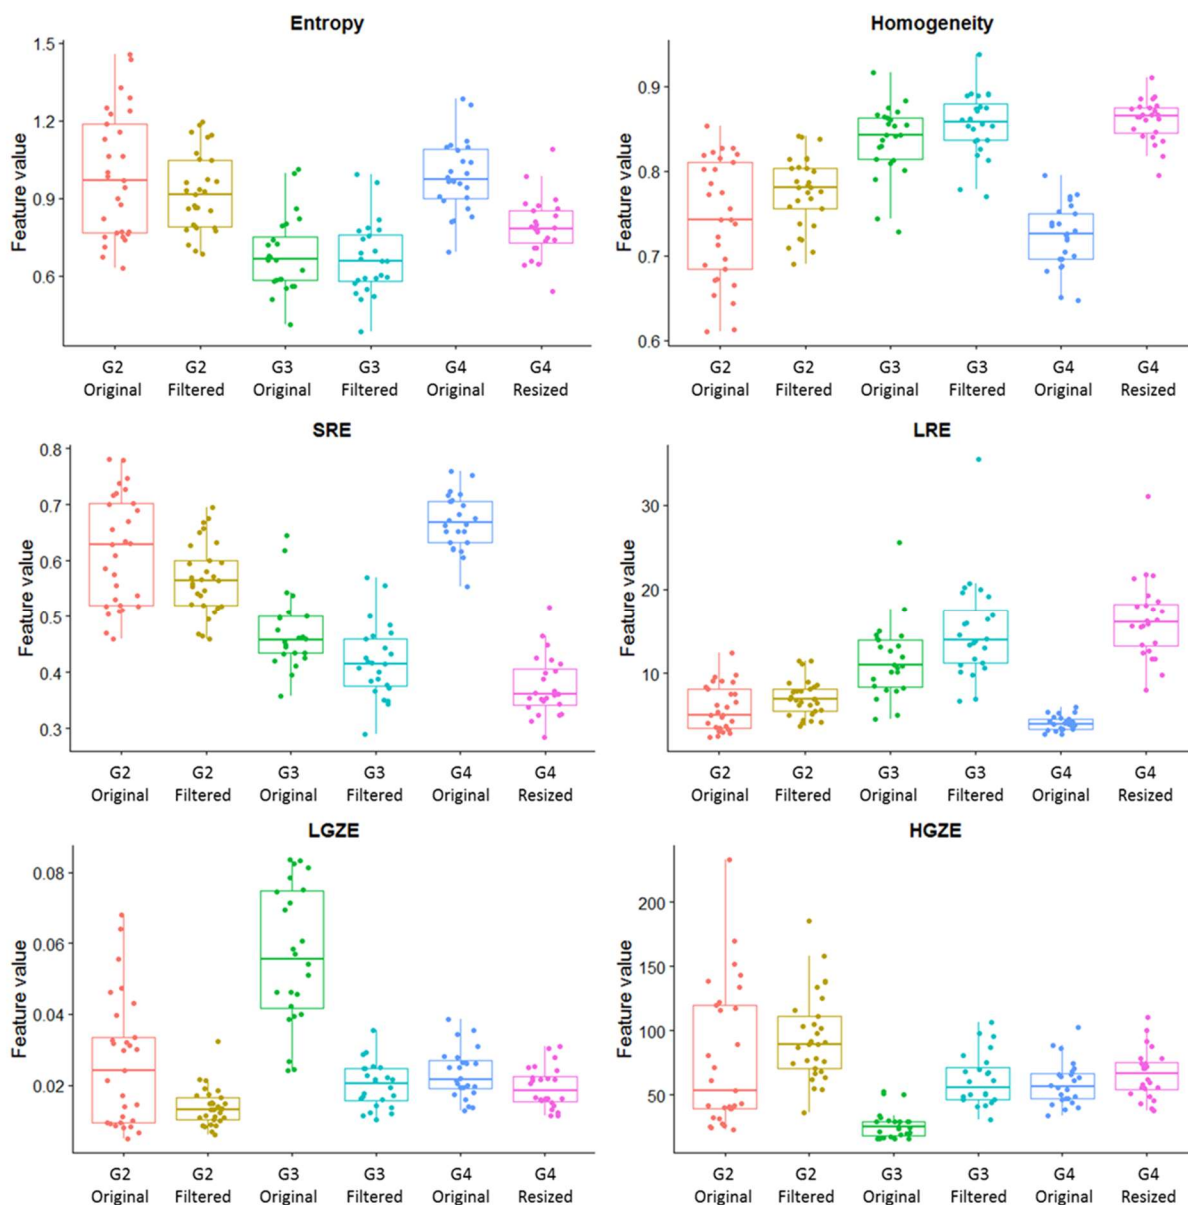 Entropy
Feature value
1.5
1.2
0.9
0.6
G2 G2 G3 G3 G4 G4
Original Filtered Original Filtered Original Resized
Homogeneity
Feature value
0.9
0.8
0.7
0.6
G2 G2 G3 G3 G4 G4
Original Filtered Original Filtered Original Resized
SRE
Feature value
0.8
0.7
0.6
0.5
0.4
0.3
G2 G2 G3 G3 G4 G4
Original Filtered Original Filtered Original Resized
LRE
Feature value
30
20
10
G2 G2 G3 G3 G4 G4
Original Filtered Original Filtered Original Resized
LGZE
Feature value
0.08
0.06
0.04
0.02
G2 G2 G3 G3 G4 G4
Original Filtered Original Filtered Original Resized
HGZE
Feature value
200
150
100
50
G2 G2 G3 G3 G4 G4
Original Filtered Original Filtered Original Resized